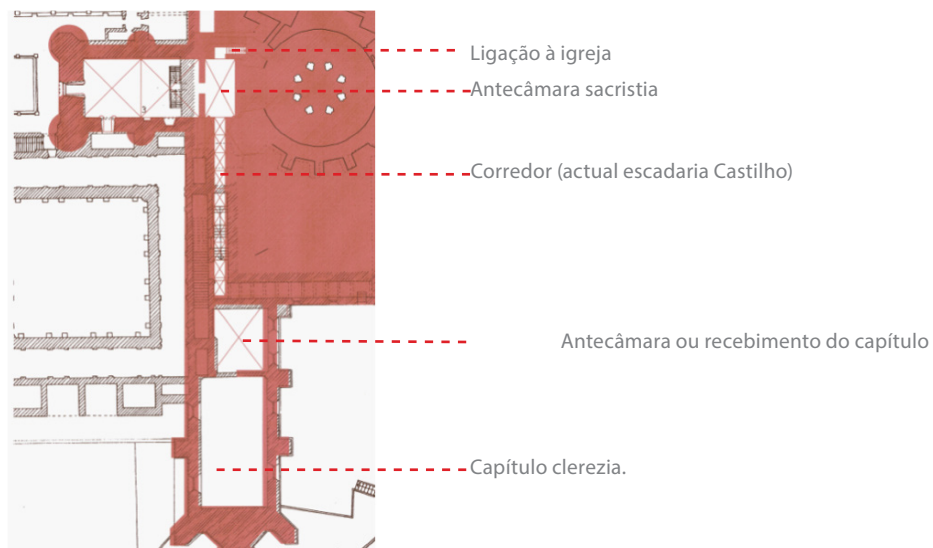 Ligação à igreja
Antecâmara sacristia
Corredor (actual escadaria Castilho)
Antecâmara ou recebimento do capítulo
Capítulo clerezia.